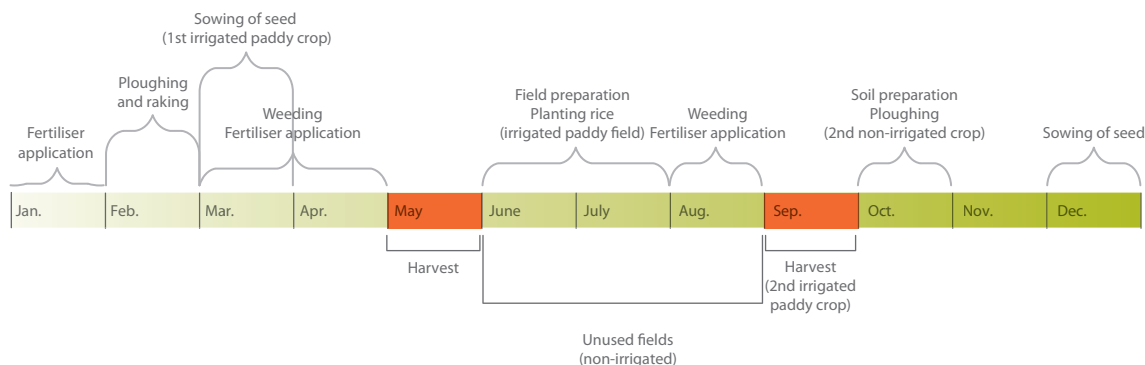 Sowing of seed
(1st irrigated paddy crop)
Ploughing
and raking
Fertiliser
application
Weeding
Fertiliser application
Field preparation
Planting rice
(irrigated paddy field)
Weeding
Fertiliser application
Soil preparation
Ploughing
(2nd non-irrigated crop)
Sowing of seed
Jan.
Feb.
Mar.
Apr.
May
June
July
Aug.
Sep.
Oct.
Nov.
Dec.
Harvest
Harvest
(2nd irrigated
paddy crop)
Unused fields
(non-irrigated)